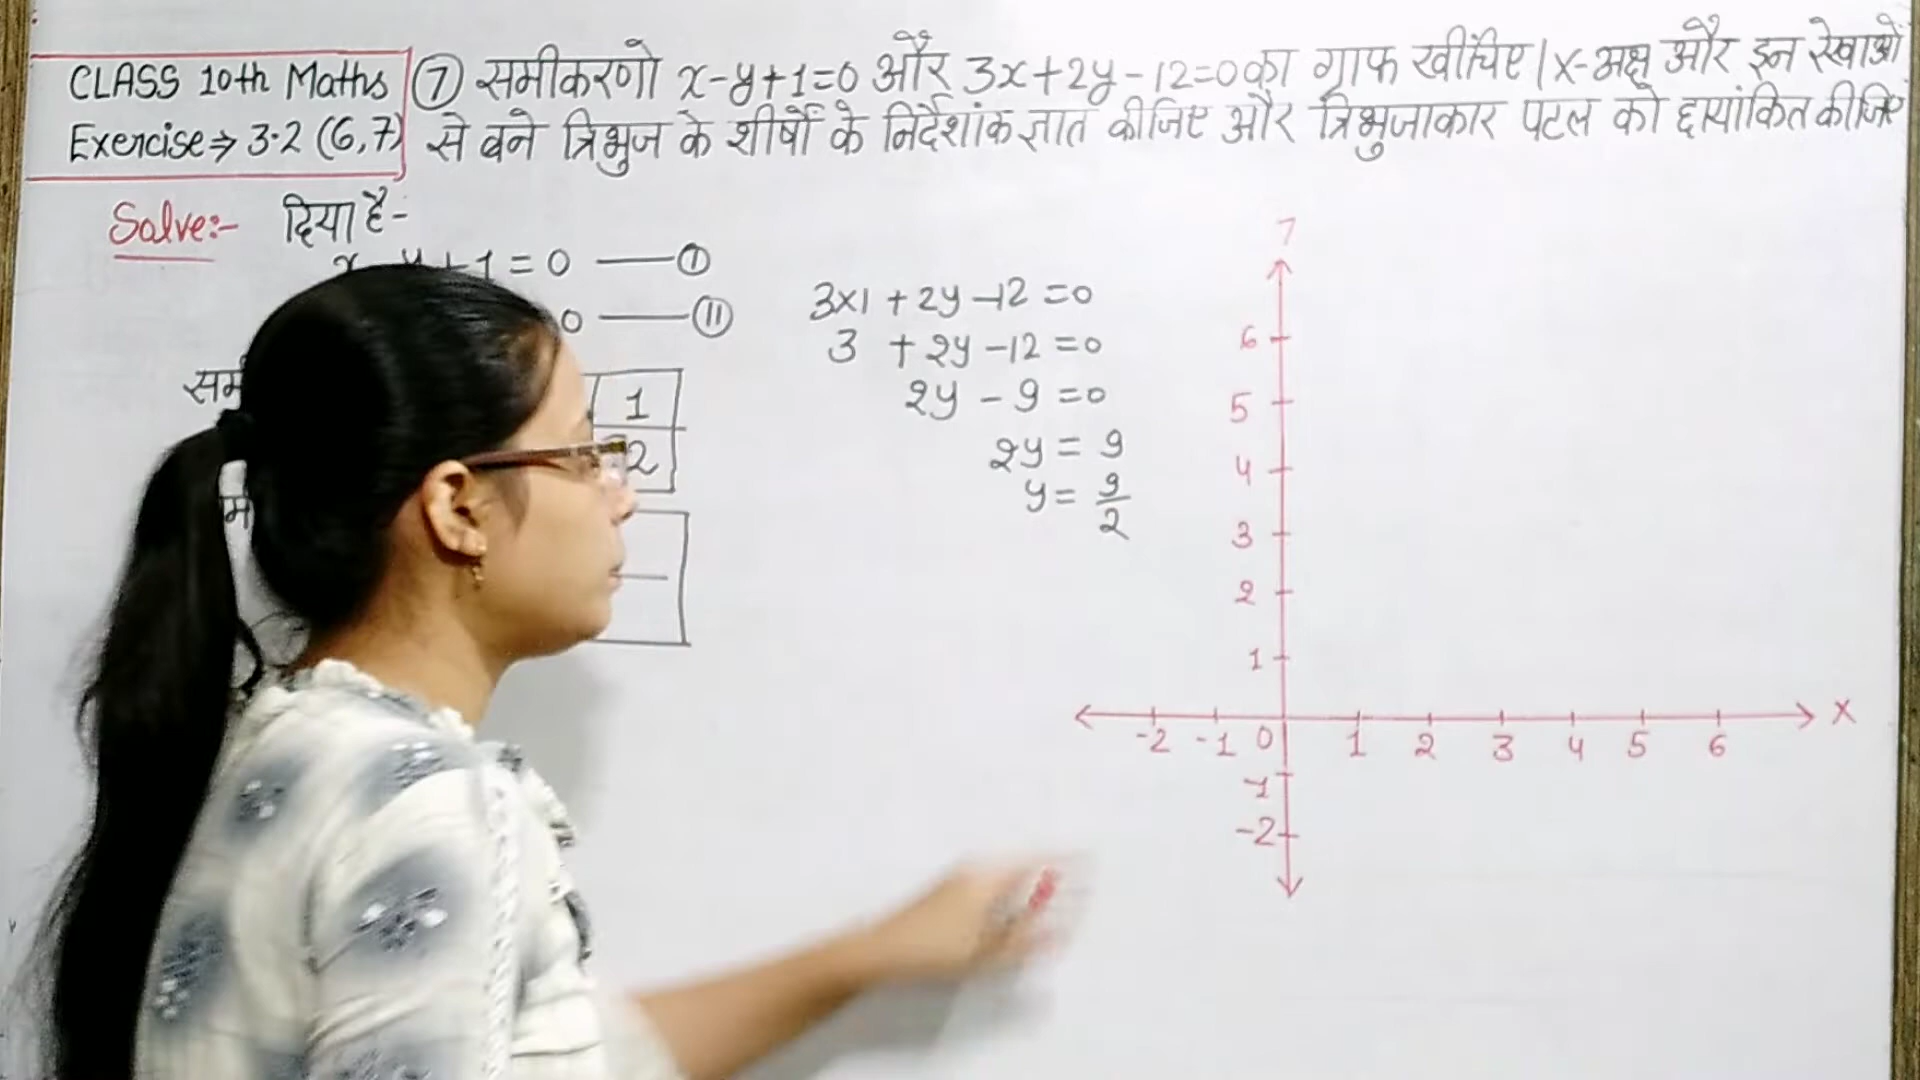 CLASS 10th Maths
Exercise⇒ 3.2 (6,7)
⑦ समीकरणो x-y+1=0 और 3x+2y-12=0 का ग्राफ खींचिए। x-अक्ष और इन रेखाओं
से बने त्रिभुज के शीर्षों के निर्देशांक ज्ञात कीजिए और त्रिभुजाकार पटल को छायांकित कीजिए
Solve:- दिया है-
x-y+1=0 —— Ⓘ
0 —— ⑪
सम
1
2
म
3x1 + 2y -12 =0
3 + 2y -12 =0
2y - 9 =0
2y = 9
y = 9/2
6
5
4
3
2
1
-2 -1 0 1 2 3 4 5 6 X
-1
-2